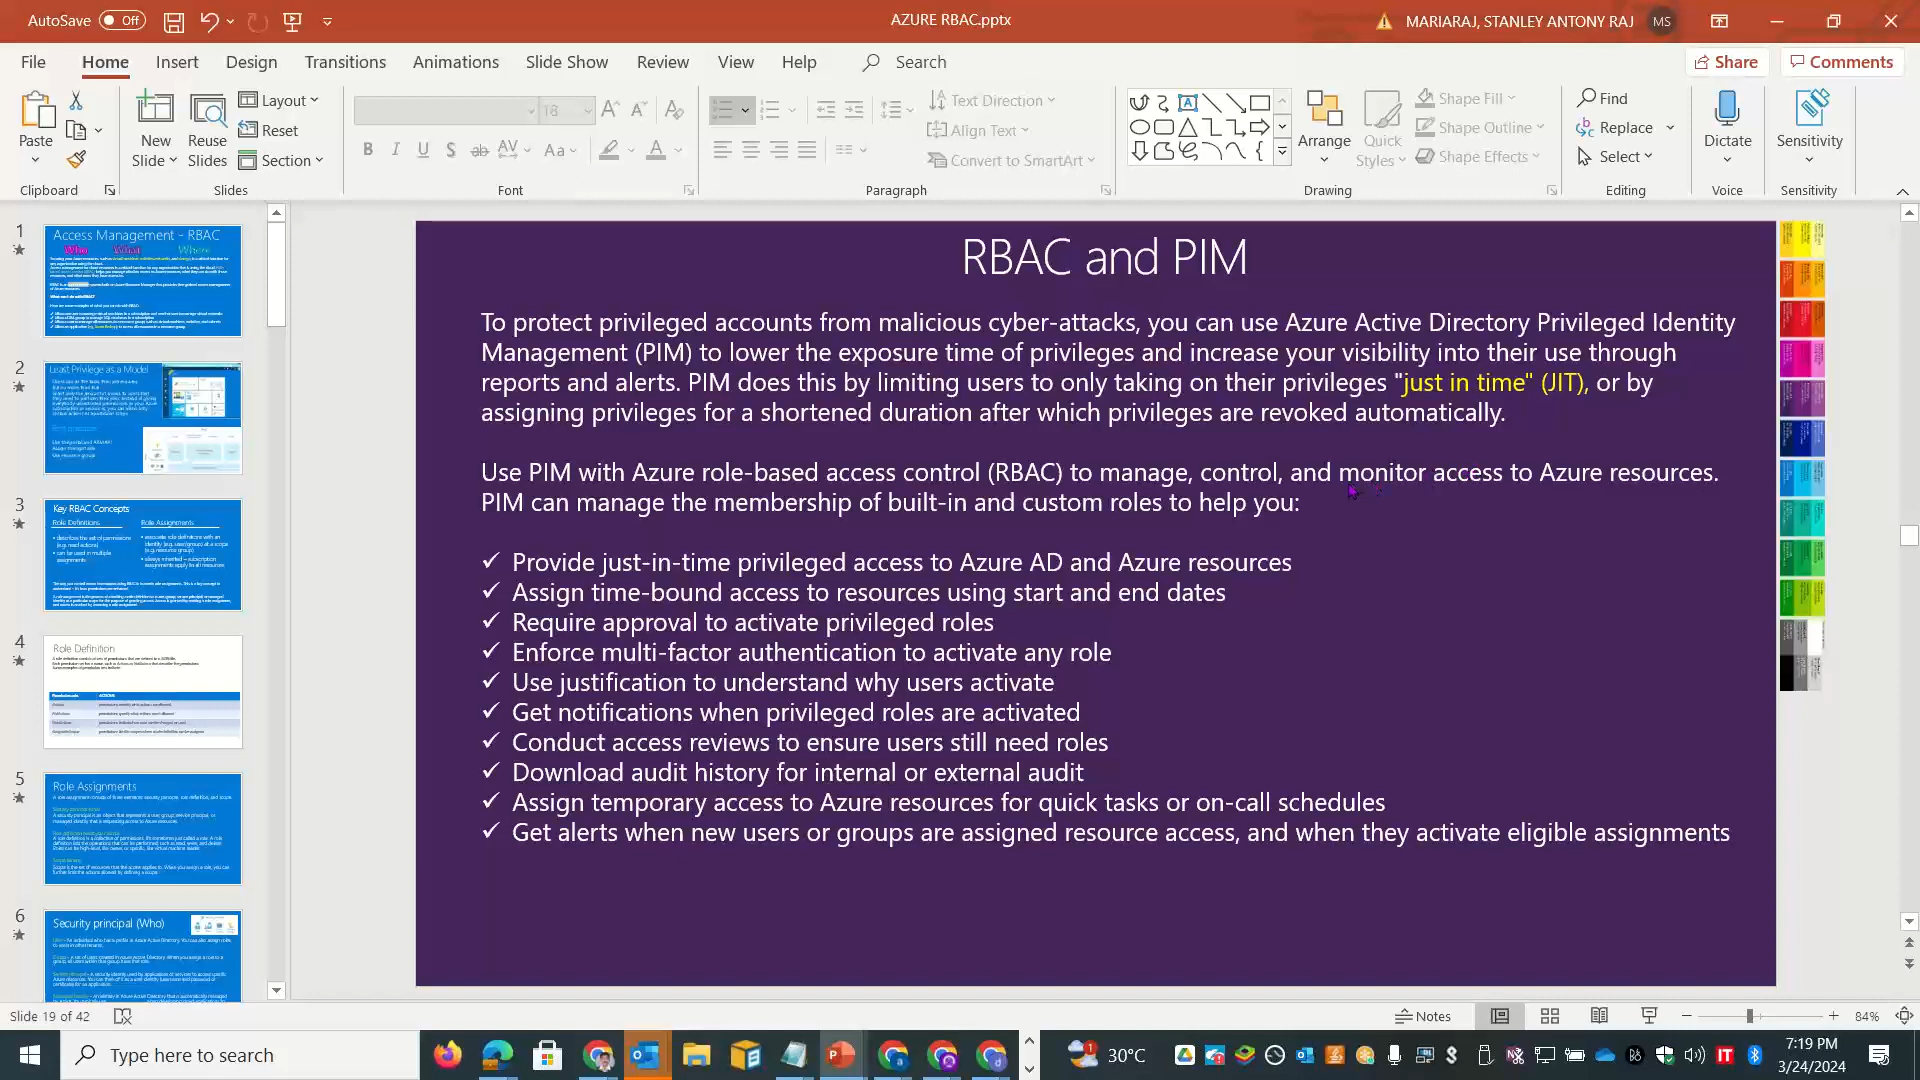 AutoSave Off
AZURE RBAC.pptx
MARIARAJ, STANLEY ANTONY RAJ MS
File Home Insert Design Transitions Animations Slide Show Review View Help Search
Share Comments
Paste
New Slide
Reuse Slides
Layout
Reset
Section
18
Text Direction
Align Text
Convert to SmartArt
Arrange
Quick Styles
Shape Fill
Shape Outline
Shape Effects
Find
Replace
Select
Dictate
Sensitivity
Clipboard Slides Font Paragraph Drawing Editing Voice Sensitivity
1
Access Management - RBAC
Who What Where
2
Least Privilege as a Model
3
Key RBAC Concepts
Role Definitions Role Assignments
4
Role Definition
5
Role Assignments
6
Security principal (Who)
RBAC and PIM
To protect privileged accounts from malicious cyber-attacks, you can use Azure Active Directory Privileged Identity
Management (PIM) to lower the exposure time of privileges and increase your visibility into their use through
reports and alerts. PIM does this by limiting users to only taking on their privileges "just in time" (JIT), or by
assigning privileges for a shortened duration after which privileges are revoked automatically.
Use PIM with Azure role-based access control (RBAC) to manage, control, and monitor access to Azure resources.
PIM can manage the membership of built-in and custom roles to help you:
✓ Provide just-in-time privileged access to Azure AD and Azure resources
✓ Assign time-bound access to resources using start and end dates
✓ Require approval to activate privileged roles
✓ Enforce multi-factor authentication to activate any role
✓ Use justification to understand why users activate
✓ Get notifications when privileged roles are activated
✓ Conduct access reviews to ensure users still need roles
✓ Download audit history for internal or external audit
✓ Assign temporary access to Azure resources for quick tasks or on-call schedules
✓ Get alerts when new users or groups are assigned resource access, and when they activate eligible assignments
Slide 19 of 42
Notes
84%
Type here to search
30°C
7:19 PM
3/24/2024